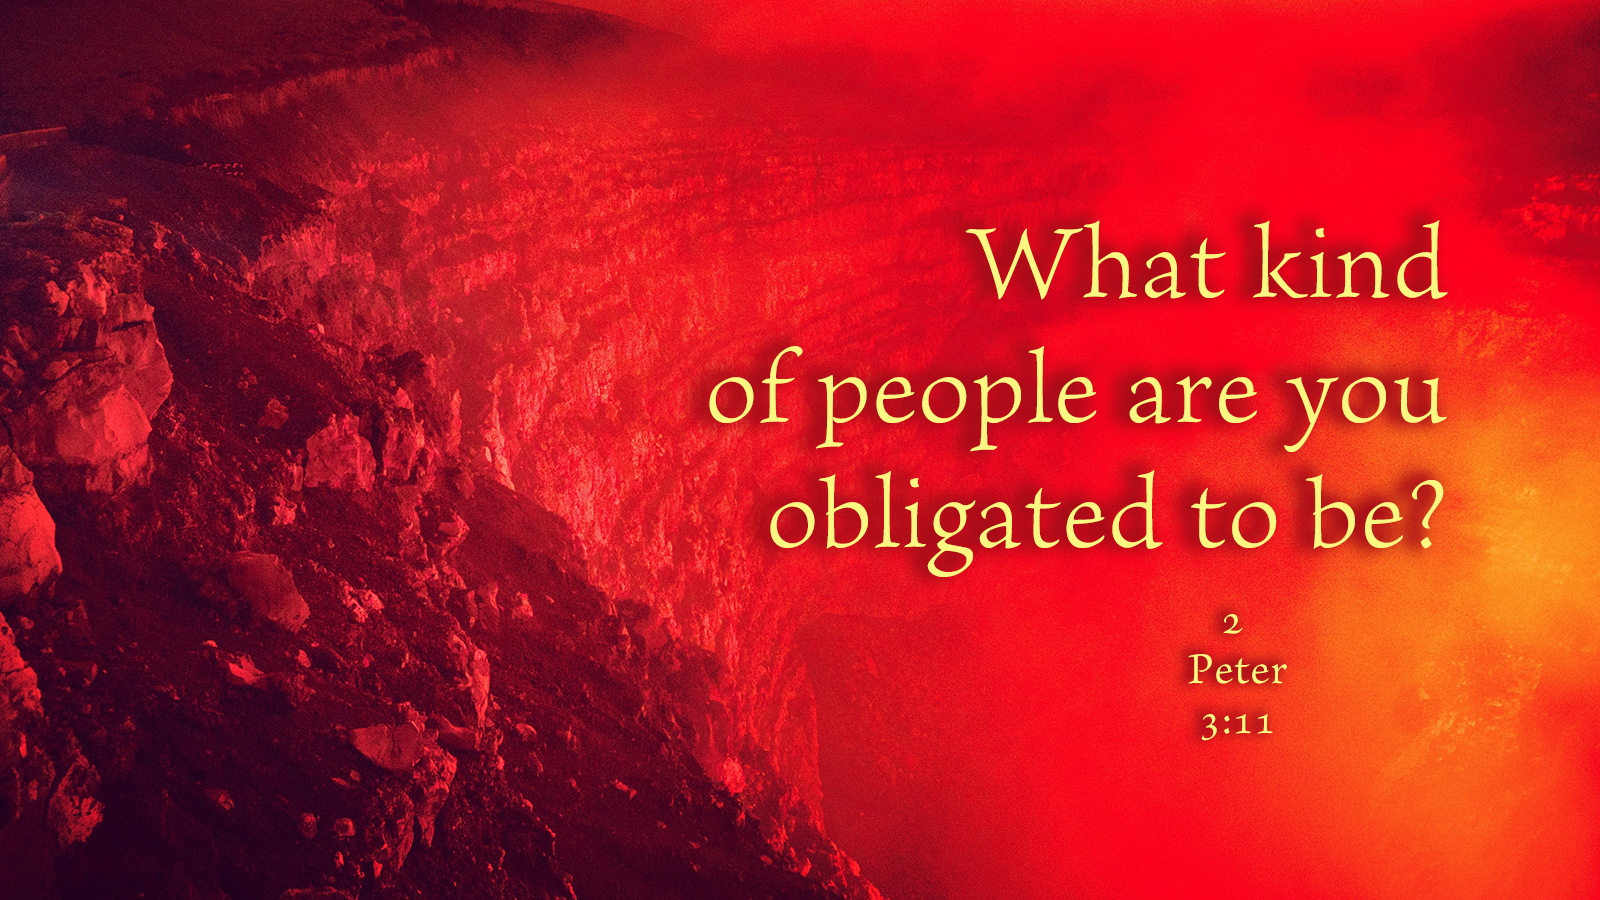 What kind
of people are you
obligated to be?
2
Peter
3:11